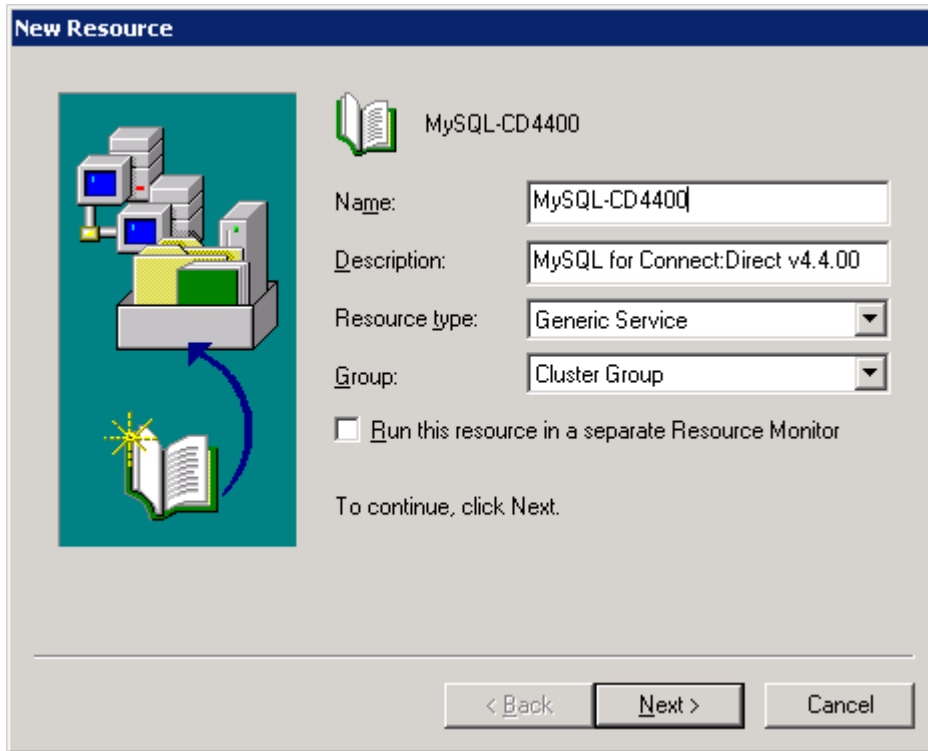 New Resource
MySQL-CD4400
Name:
MySQL-CD4400
Description:
MySQL for Connect:Direct v4.4.00
Resource type:
Generic Service
Group:
Cluster Group
Run this resource in a separate Resource Monitor
To continue, click Next.
< Back
Next >
Cancel